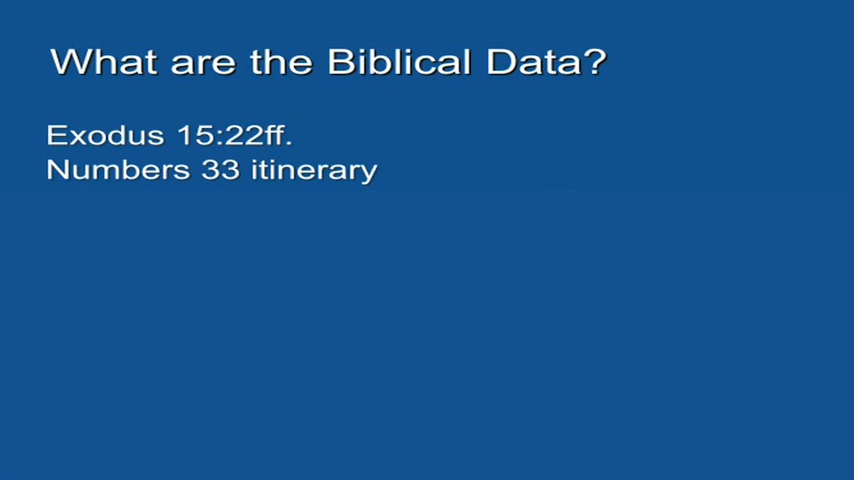 What are the Biblical Data?
Exodus 15:22ff.
Numbers 33 itinerary